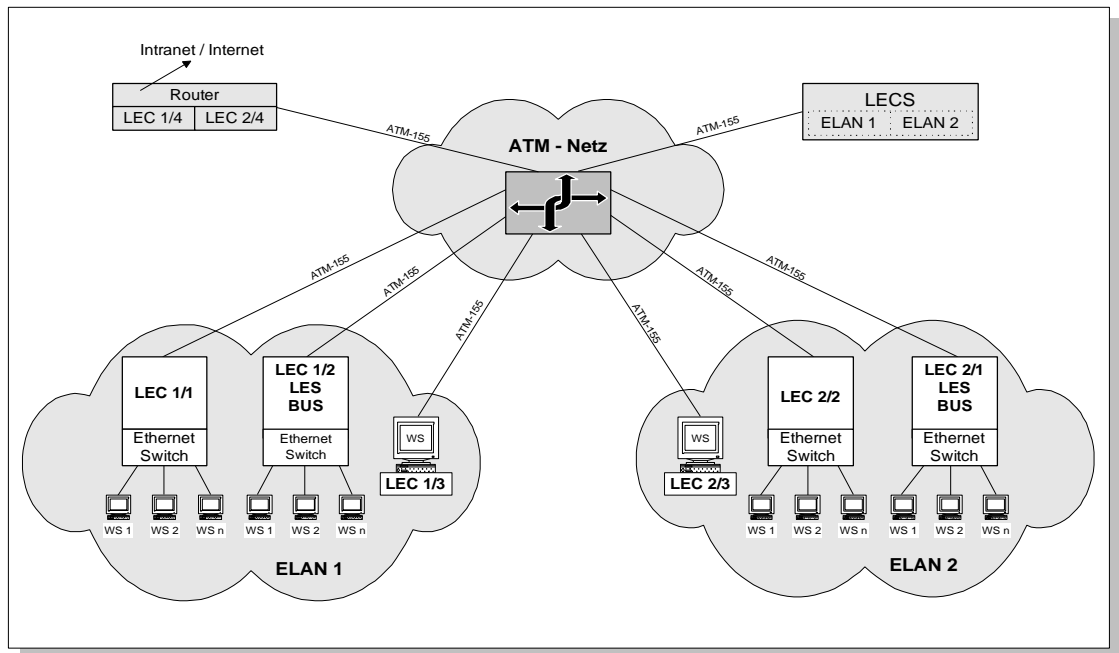 Intranet / Internet
Router
LEC 1/4 LEC 2/4
LECS
ELAN 1 ELAN 2
ATM-155
ATM-155
ATM - Netz
ATM-155
ATM-155
ATM-155
ATM-155
ATM-155
ATM-155
LEC 1/1
Ethernet
Switch
WS 1 WS 2 WS n
LEC 1/2
LES
BUS
Ethernet
Switch
WS 1 WS 2 WS n
WS
LEC 1/3
ELAN 1
WS
LEC 2/3
LEC 2/2
Ethernet
Switch
WS 1 WS 2 WS n
LEC 2/1
LES
BUS
Ethernet
Switch
WS 1 WS 2 WS n
ELAN 2